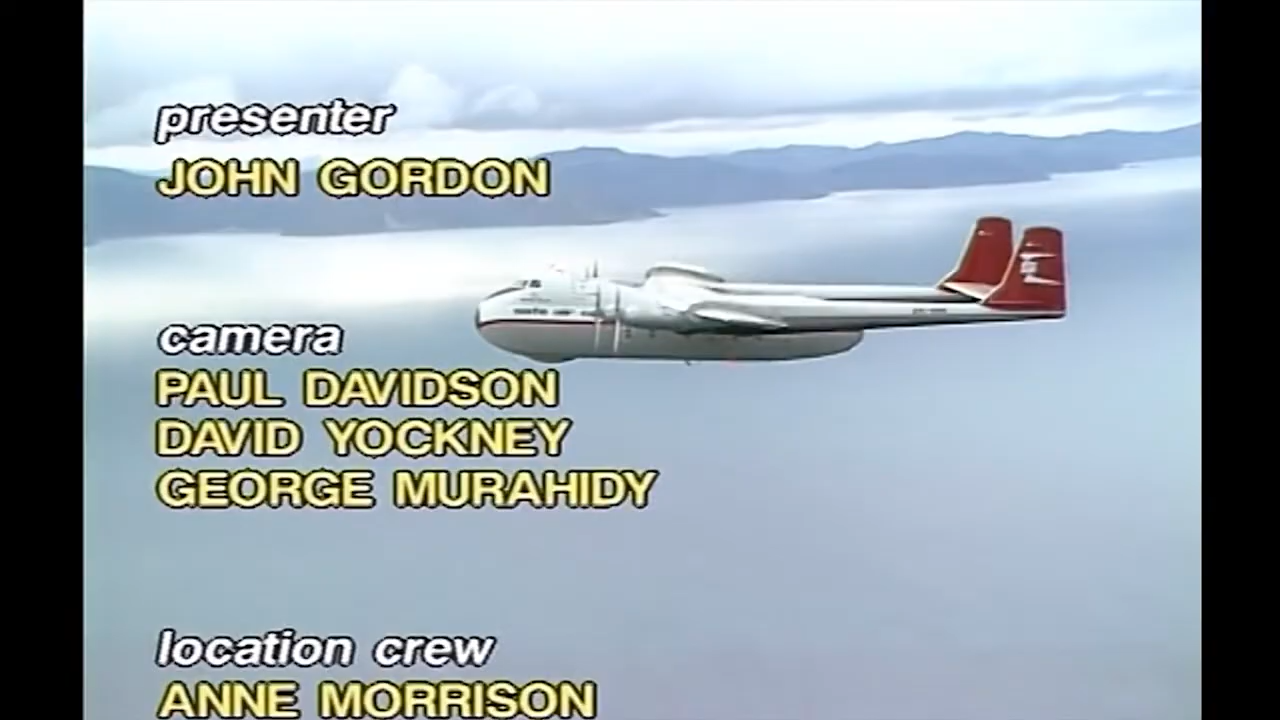 presenter
JOHN GORDON
camera
PAUL DAVIDSON
DAVID YOCKNEY
GEORGE MURAHIDY
location crew
ANNE MORRISON